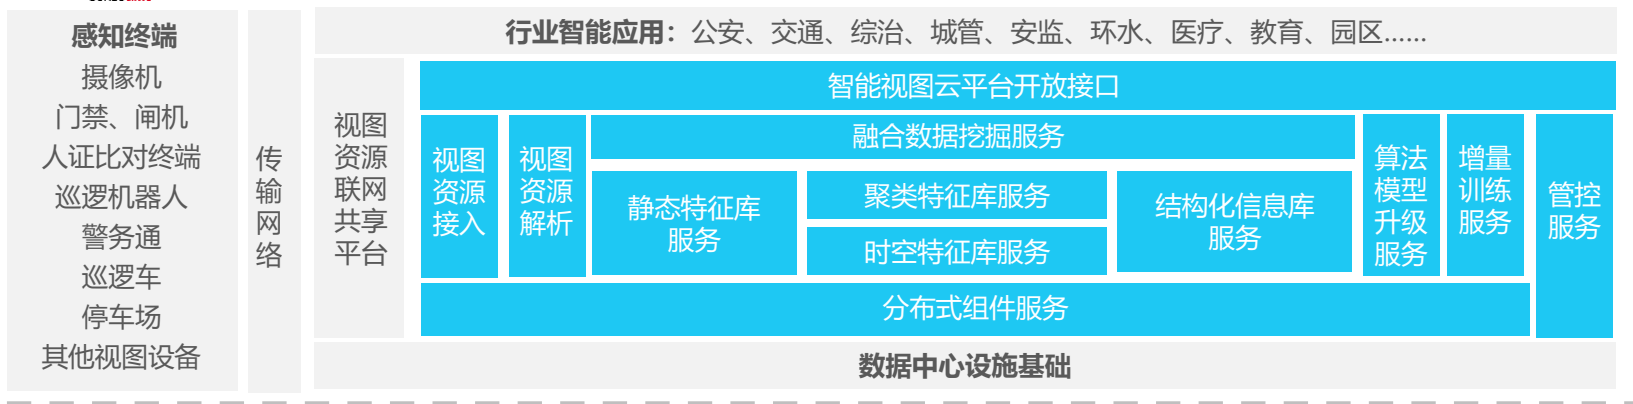 感知终端
摄像机
门禁、闸机
人证比对终端
巡逻机器人
警务通
巡逻车
停车场
其他视图设备
传
输
网
络
行业智能应用：公安、交通、综治、城管、安监、环水、医疗、教育、园区......
视图
资源
联网
共享
平台
智能视图云平台开放接口
视图
资源
接入
视图
资源
解析
融合数据挖掘服务
静态特征库
服务
聚类特征库服务
时空特征库服务
结构化信息库
服务
算法
模型
升级
服务
增量
训练
服务
管控
服务
分布式组件服务
数据中心设施基础